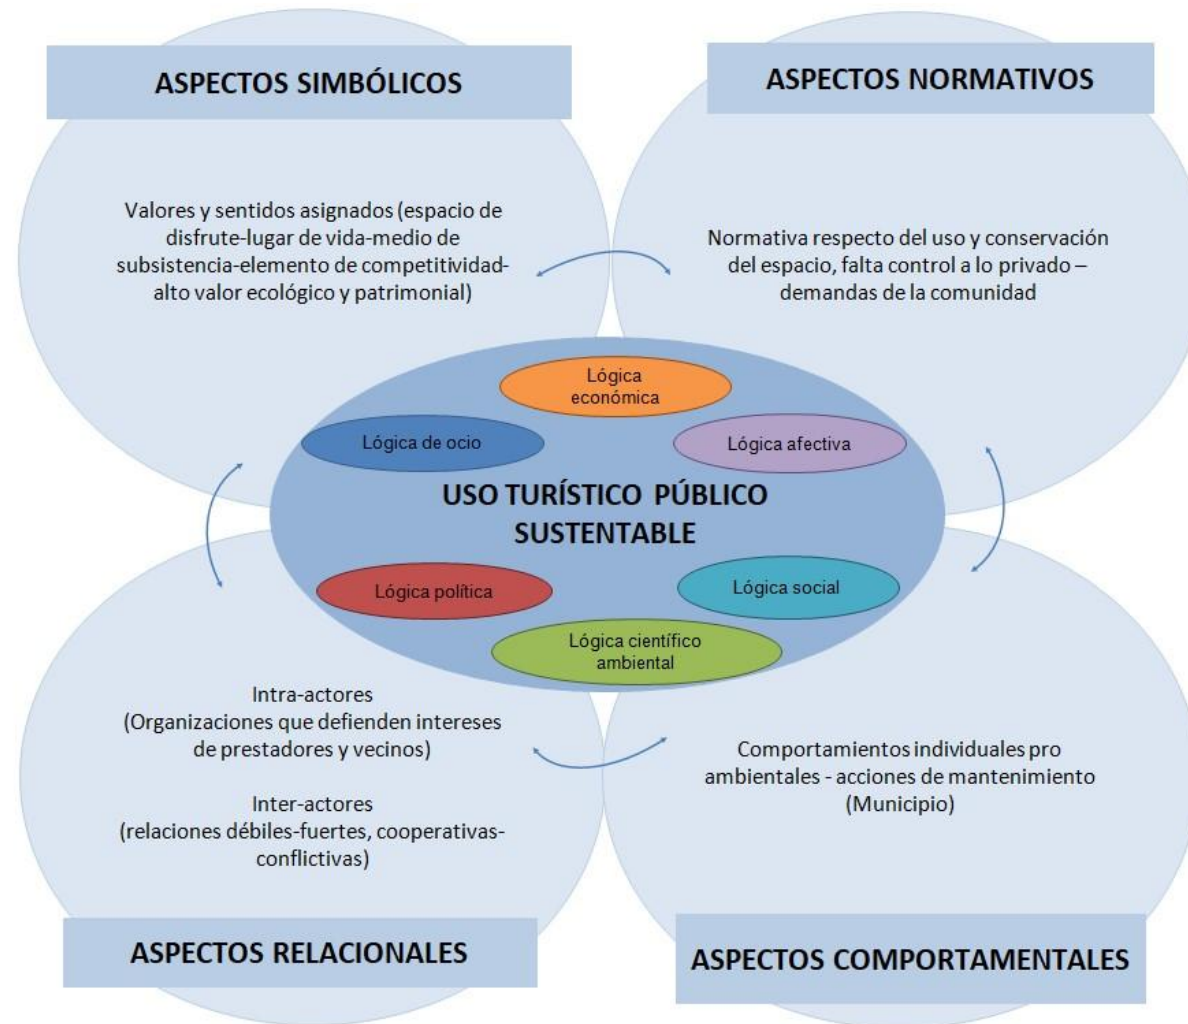 ASPECTOS SIMBÓLICOS
ASPECTOS NORMATIVOS
Valores y sentidos asignados (espacio de
disfrute-lugar de vida-medio de
subsistencia-elemento de competitividad-
alto valor ecológico y patrimonial)
Normativa respecto del uso y conservación
del espacio, falta control a lo privado –
demandas de la comunidad
Lógica
económica
Lógica de ocio
Lógica afectiva
USO TURÍSTICO PÚBLICO
SUSTENTABLE
Lógica política
Lógica social
Lógica científico
ambiental
Intra-actores
(Organizaciones que defienden intereses
de prestadores y vecinos)
Inter-actores
(relaciones débiles-fuertes, cooperativas-
conflictivas)
Comportamientos individuales pro
ambientales - acciones de mantenimiento
(Municipio)
ASPECTOS RELACIONALES
ASPECTOS COMPORTAMENTALES